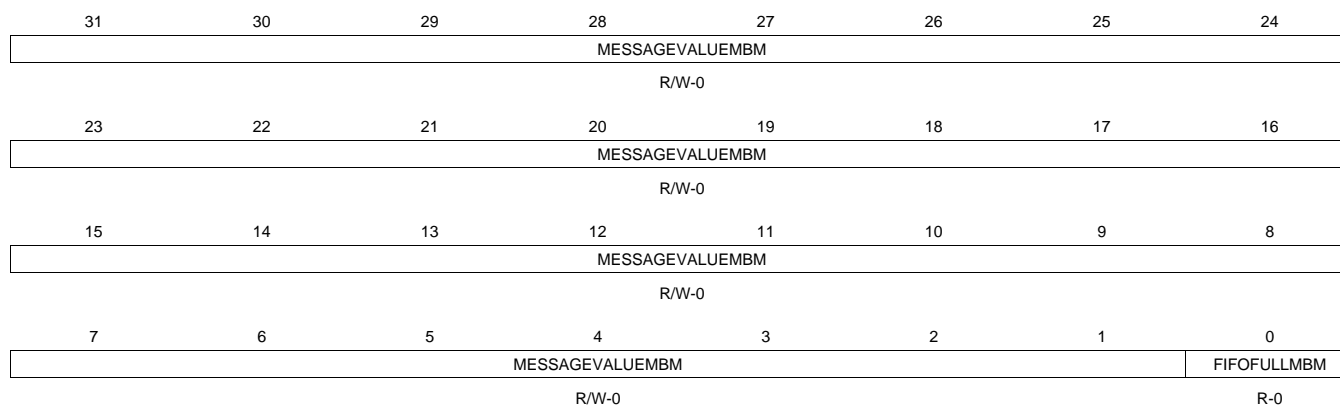 31 30 29 28 27 26 25 24
MESSAGEVALUEMBM
R/W-0
23 22 21 20 19 18 17 16
MESSAGEVALUEMBM
R/W-0
15 14 13 12 11 10 9 8
MESSAGEVALUEMBM
R/W-0
7 6 5 4 3 2 1 0
MESSAGEVALUEMBM FIFOFULLMBM
R/W-0 R-0